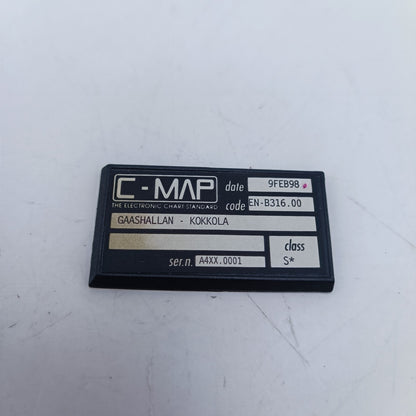 C-MAP
THE ELECTRONIC CHART STANDARD
date 9FEB98
code EN-B316.00
GAASHALLAN - KOKKOLA
class
S*
ser.n. A4XX.0001